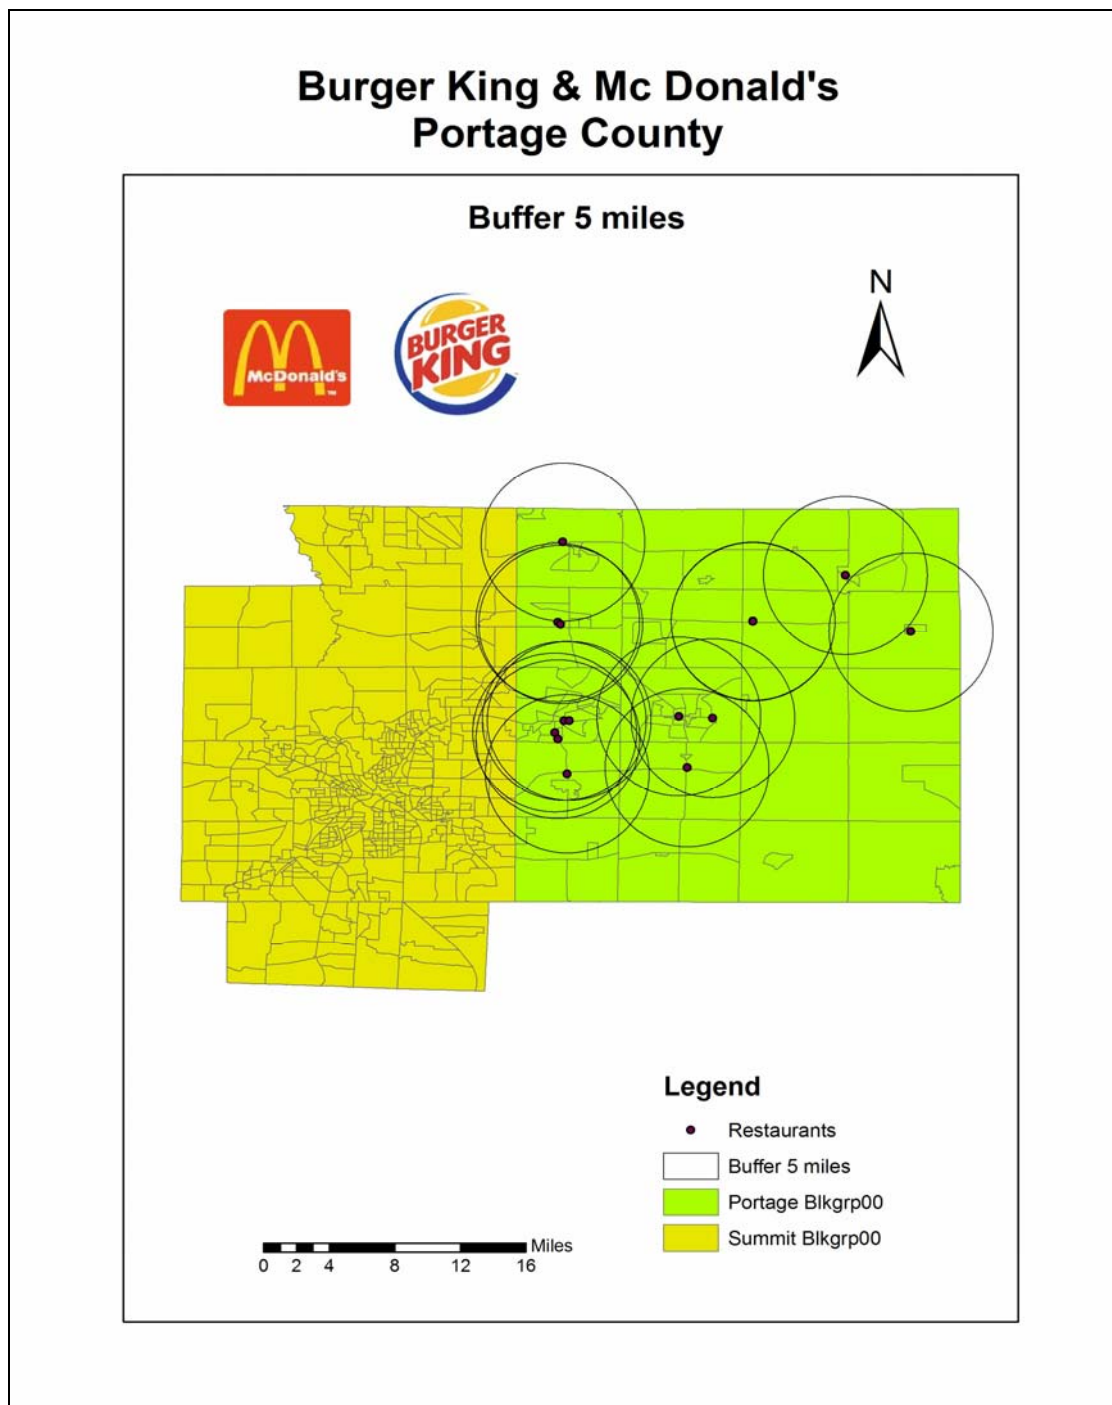 Burger King & Mc Donald's
Portage County
Buffer 5 miles
N
McDonald's
TM
BURGER
KING
Legend
Restaurants
Buffer 5 miles
Portage Blkgrp00
Summit Blkgrp00
Miles
0 2 4 8 12 16